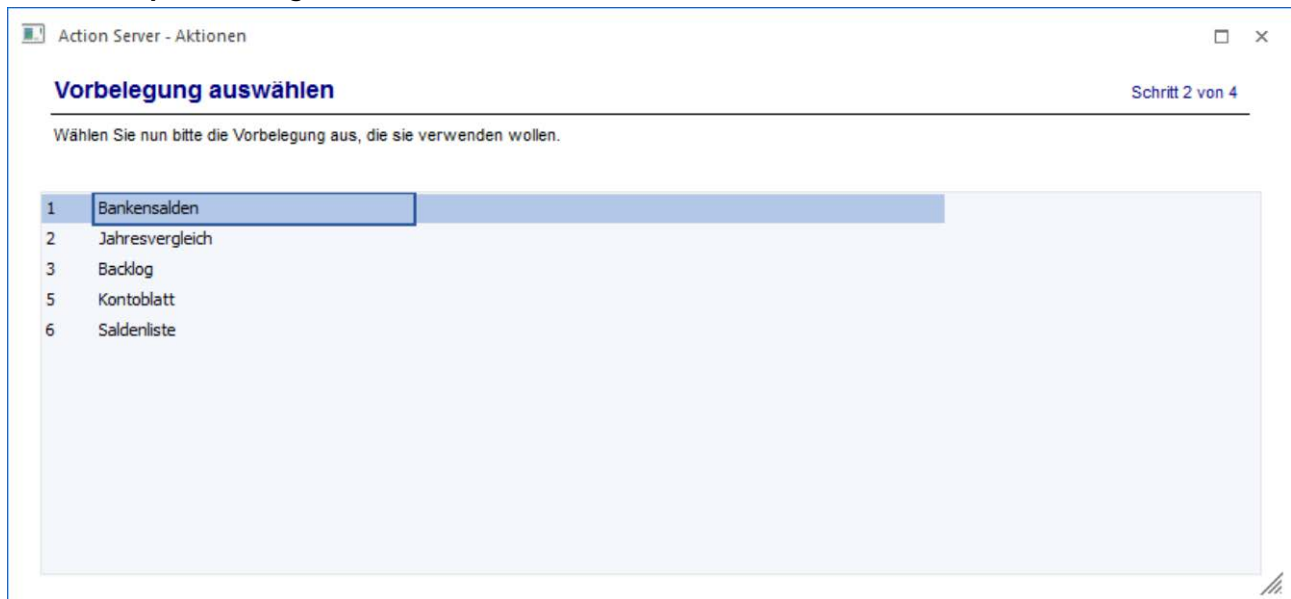 Action Server - Aktionen
Vorbelegung auswählen
Schritt 2 von 4
Wählen Sie nun bitte die Vorbelegung aus, die sie verwenden wollen.
1 Bankensalden
2 Jahresvergleich
3 Backlog
5 Kontoblatt
6 Saldenliste